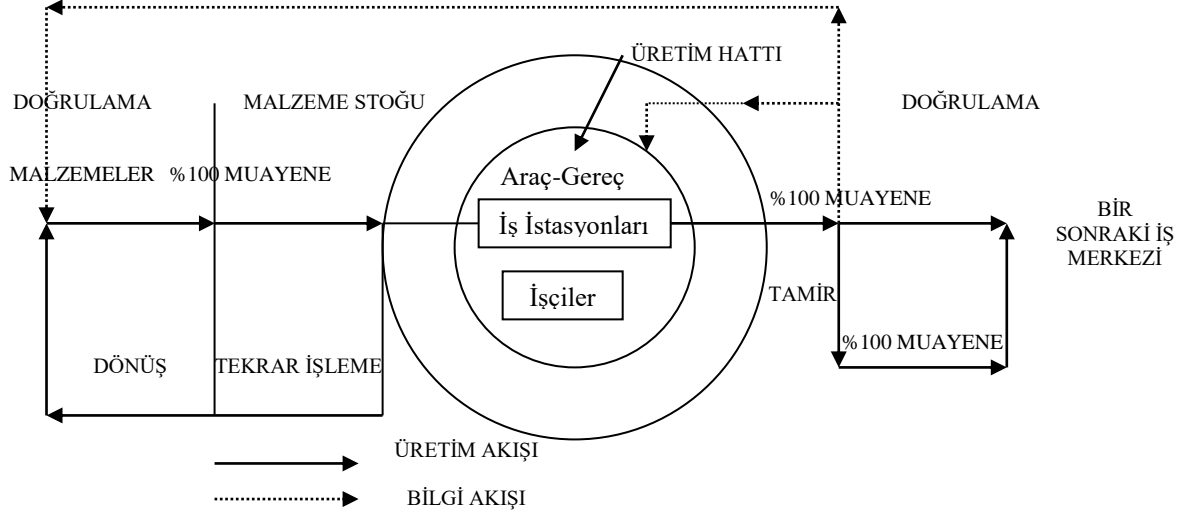 ÜRETİM HATTI
DOĞRULAMA
MALZEME STOĞU
DOĞRULAMA
MALZEMELER
%100 MUAYENE
Araç-Gereç
%100 MUAYENE
İş İstasyonları
BİR
SONRAKİ İŞ
MERKEZİ
İşçiler
TAMİR
%100 MUAYENE
DÖNÜŞ
TEKRAR İŞLEME
ÜRETİM AKIŞI
BİLGİ AKIŞI